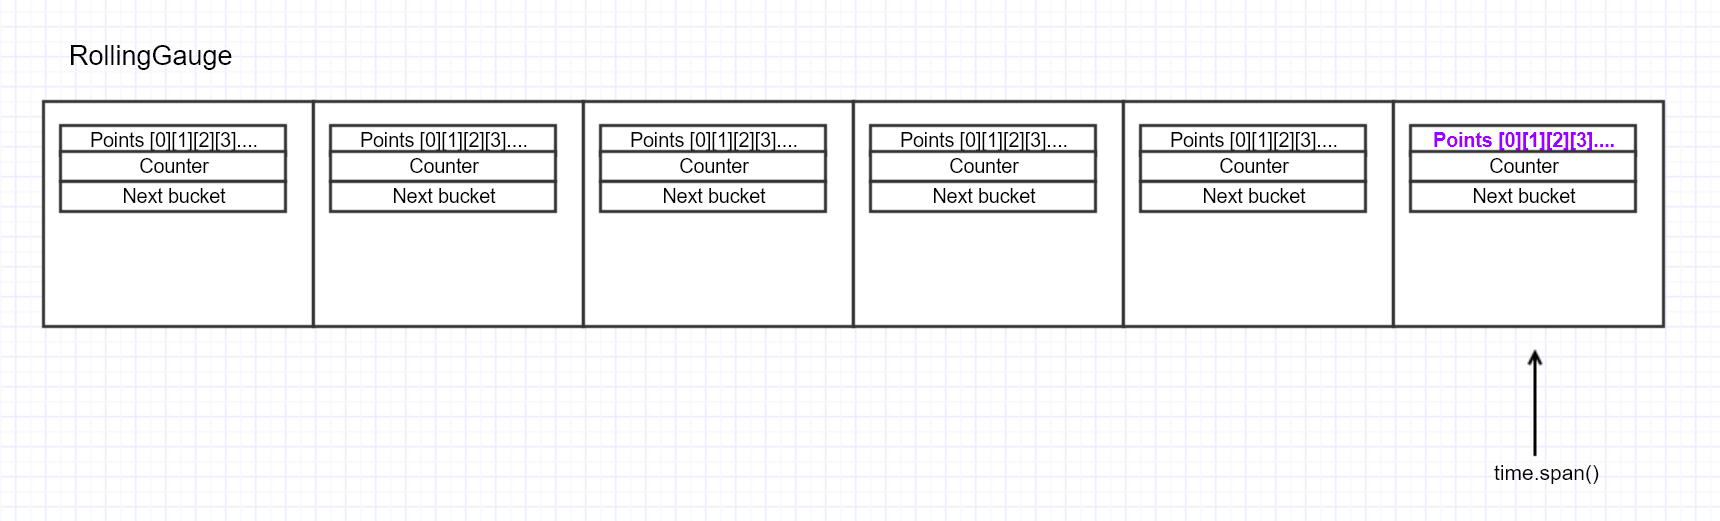 RollingGauge
Points [0][1][2][3]....
Counter
Next bucket
Points [0][1][2][3]....
Counter
Next bucket
Points [0][1][2][3]....
Counter
Next bucket
Points [0][1][2][3]....
Counter
Next bucket
Points [0][1][2][3]....
Counter
Next bucket
Points [0][1][2][3]....
Counter
Next bucket
time.span()